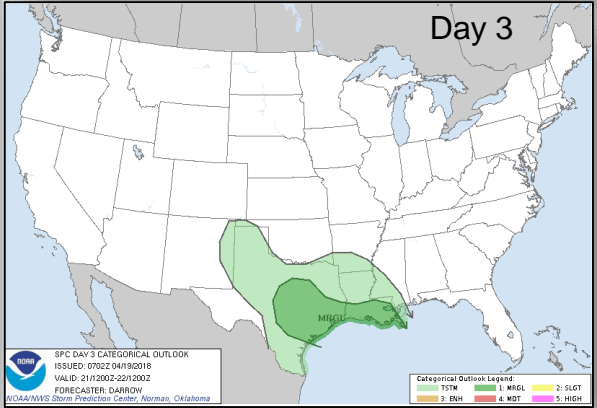 Day 3
MRGL
SPC DAY 3 CATEGORICAL OUTLOOK
ISSUED: 0702Z 04/19/2018
VALID: 21/1200Z-22/1200Z
FORECASTER: DARROW
NOAA/NWS Storm Prediction Center, Norman, Oklahoma
NOAA
Categorical Outlook Legend:
TSTM 1: MRGL 2: SLGT
3: ENH 4: MDT 5: HIGH